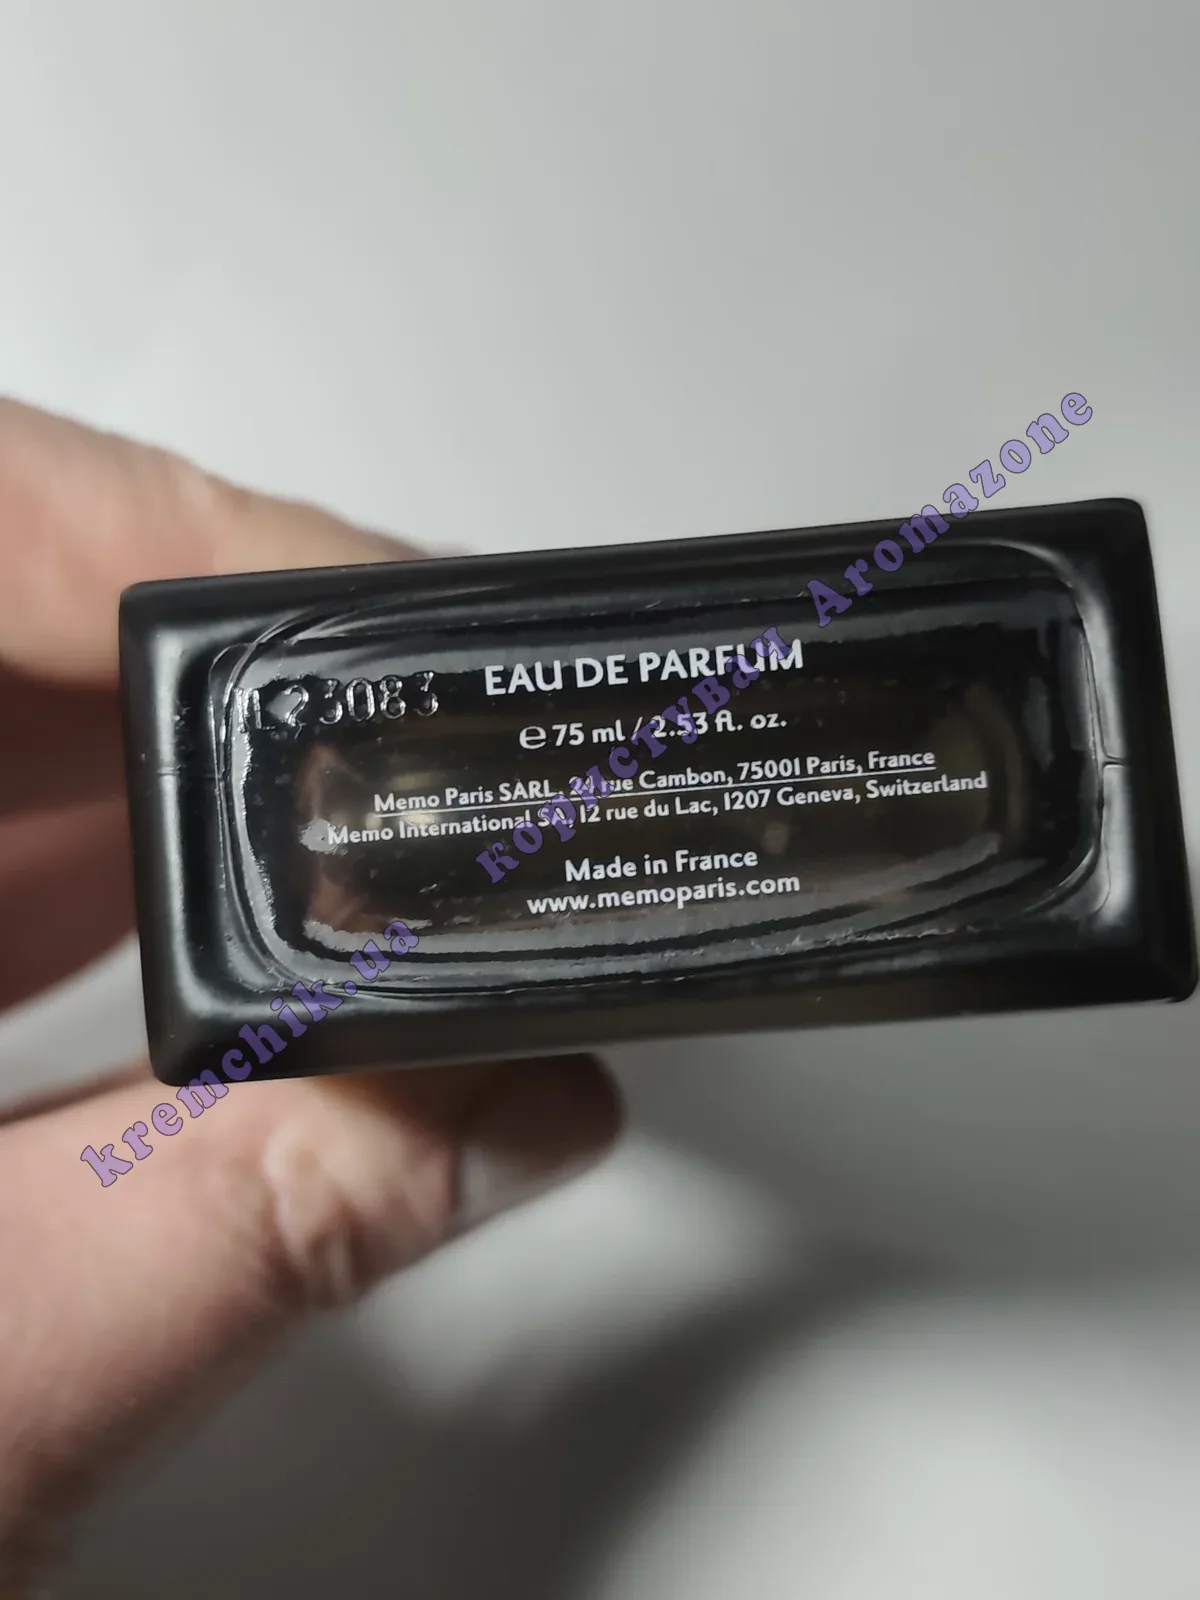 L23083
EAU DE PARFUM
℮ 75 ml / 2.53 fl. oz.
Memo Paris SARL, 24 rue Cambon, 75001 Paris, France
Memo International SA, 12 rue du Lac, 1207 Geneva, Switzerland
Made in France
www.memoparis.com
користувач Aromazone
kremchik.ua